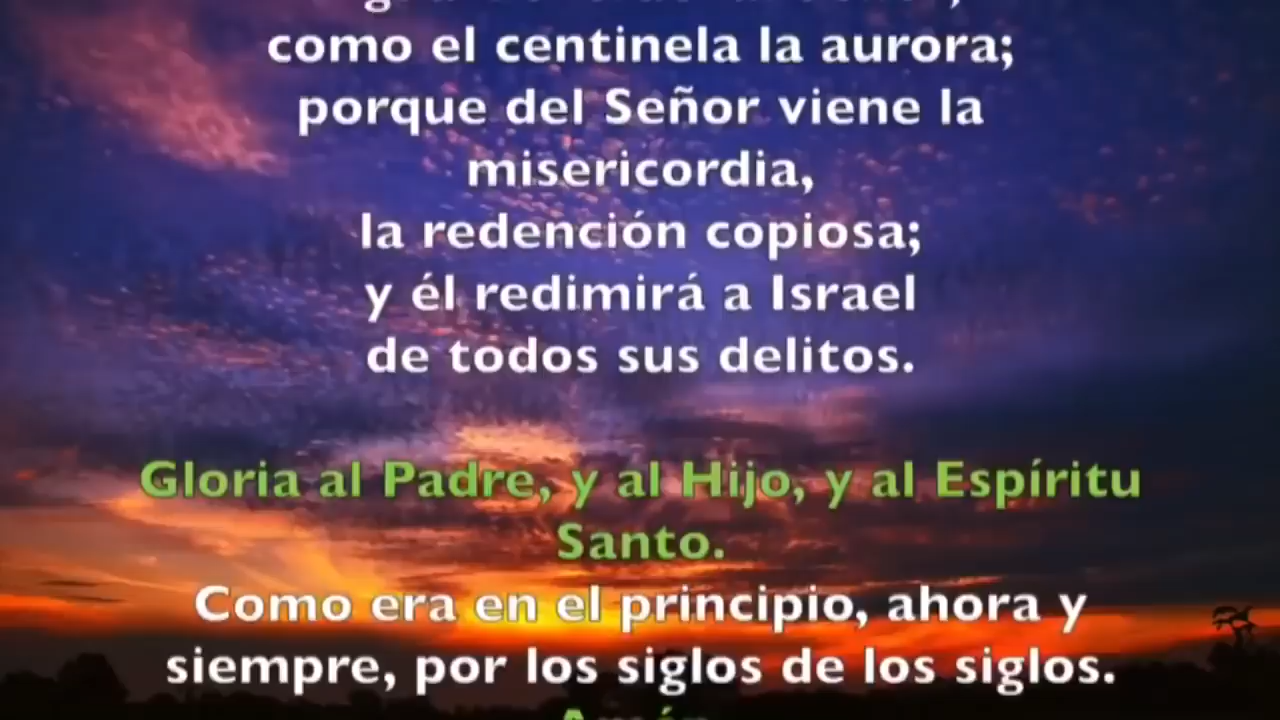 como el centinela la aurora;
porque del Señor viene la
misericordia,
la redención copiosa;
y él redimirá a Israel
de todos sus delitos.
Gloria al Padre, y al Hijo, y al Espíritu
Santo.
Como era en el principio, ahora y
siempre, por los siglos de los siglos.